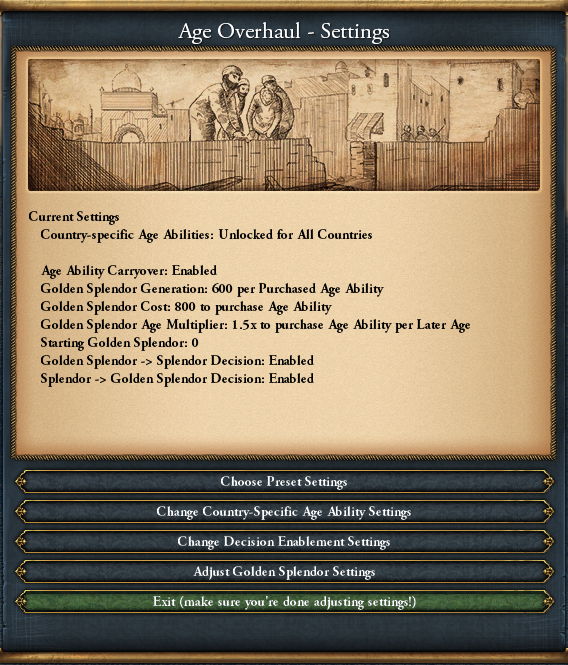 Age Overhaul - Settings
Current Settings
Country-specific Age Abilities: Unlocked for All Countries
Age Ability Carryover: Enabled
Golden Splendor Generation: 600 per Purchased Age Ability
Golden Splendor Cost: 800 to purchase Age Ability
Golden Splendor Age Multiplier: 1.5x to purchase Age Ability per Later Age
Starting Golden Splendor: 0
Golden Splendor -> Splendor Decision: Enabled
Splendor -> Golden Splendor Decision: Enabled
Choose Preset Settings
Change Country-Specific Age Ability Settings
Change Decision Enablement Settings
Adjust Golden Splendor Settings
Exit (make sure you're done adjusting settings!)